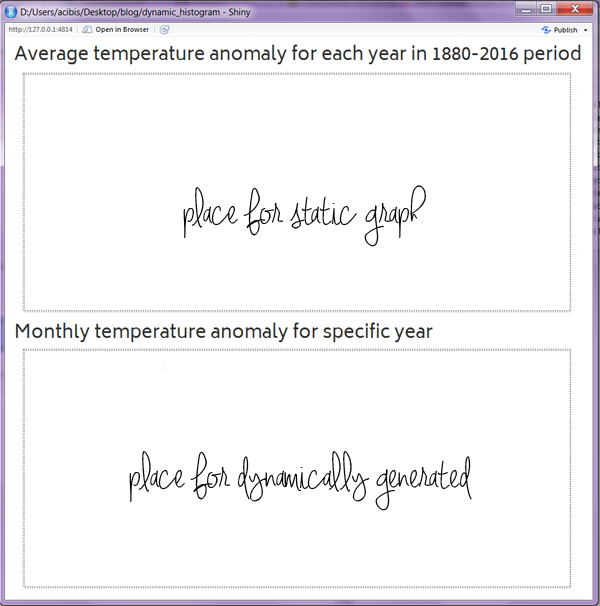 D:/Users/acibis/Desktop/blog/dynamic_histogram - Shiny
http://127.0.0.1:4814 Open in Browser Publish
Average temperature anomaly for each year in 1880-2016 period
place for static graph
Monthly temperature anomaly for specific year
place for dynamically generated